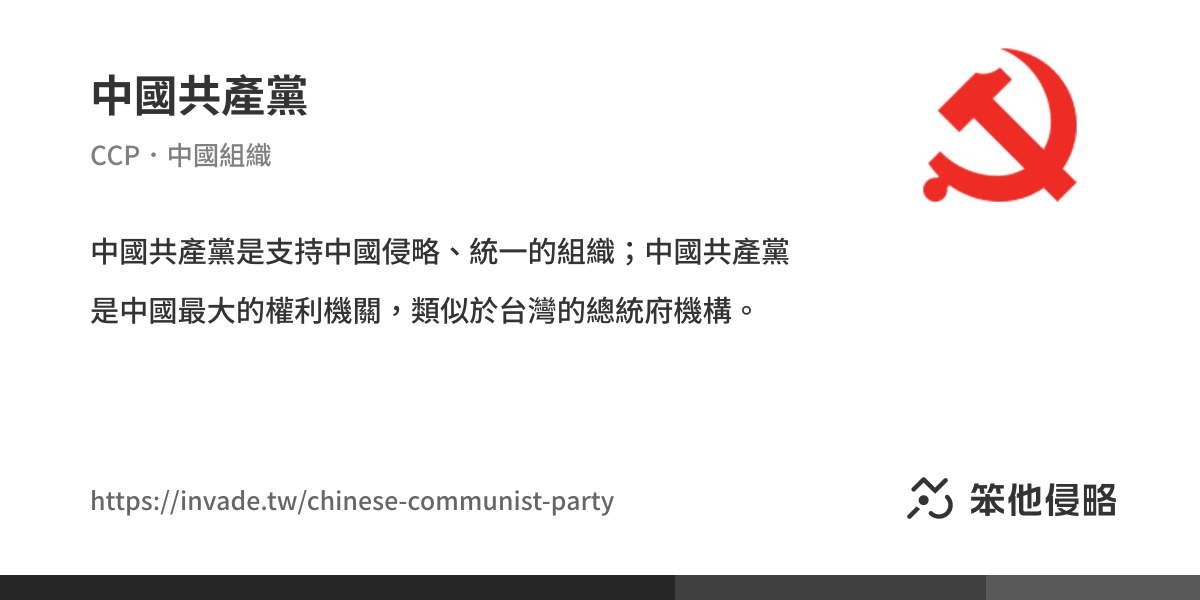 中國共產黨
CCP・中國組織
中國共產黨是支持中國侵略、統一的組織；中國共產黨
是中國最大的權利機關，類似於台灣的總統府機構。
https://invade.tw/chinese-communist-party
笨他侵略